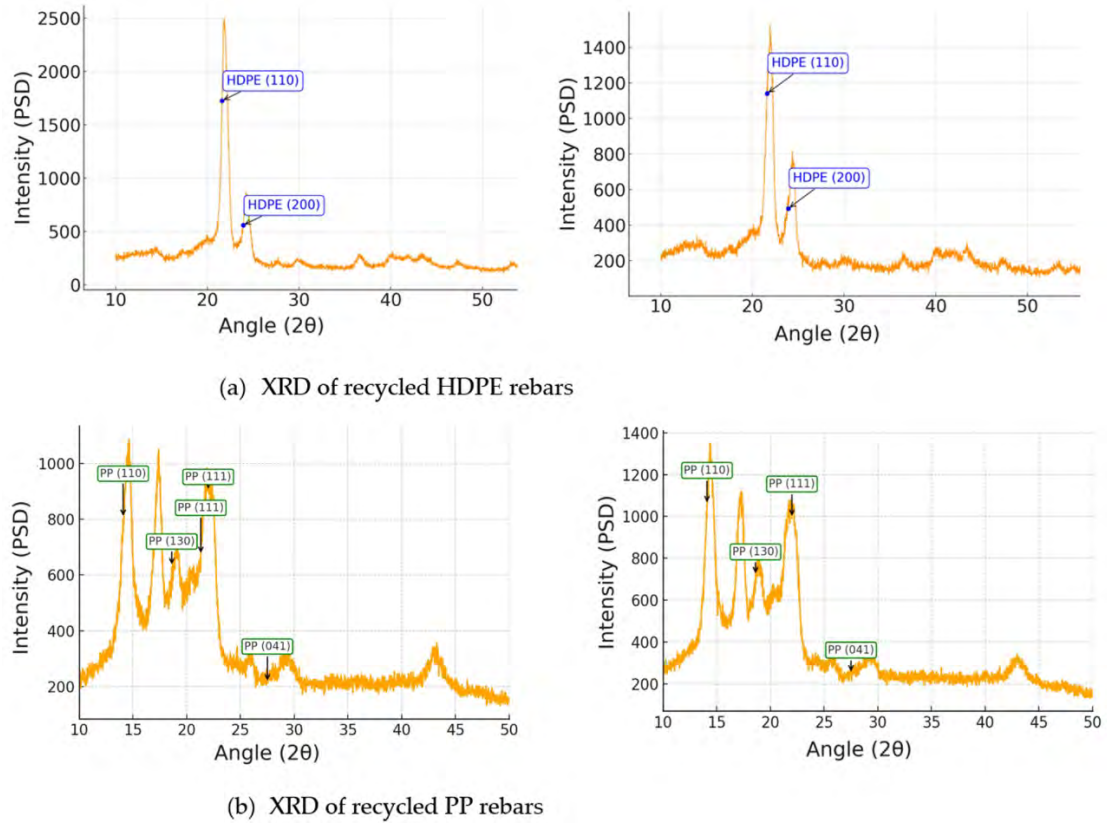 2500
2000
1500
1000
500
0
Intensity (PSD)
HDPE (110)
HDPE (200)
10 20 30 40 50
Angle (2θ)
1400
1200
1000
800
600
400
200
Intensity (PSD)
HDPE (110)
HDPE (200)
10 20 30 40 50
Angle (2θ)
(a) XRD of recycled HDPE rebars
1000
800
600
400
200
Intensity (PSD)
PP (110)
PP (111)
PP (111)
PP (130)
PP (041)
10 15 20 25 30 35 40 45 50
Angle (2θ)
1400
1200
1000
800
600
400
200
Intensity (PSD)
PP (110)
PP (111)
PP (130)
PP (041)
10 15 20 25 30 35 40 45 50
Angle (2θ)
(b) XRD of recycled PP rebars